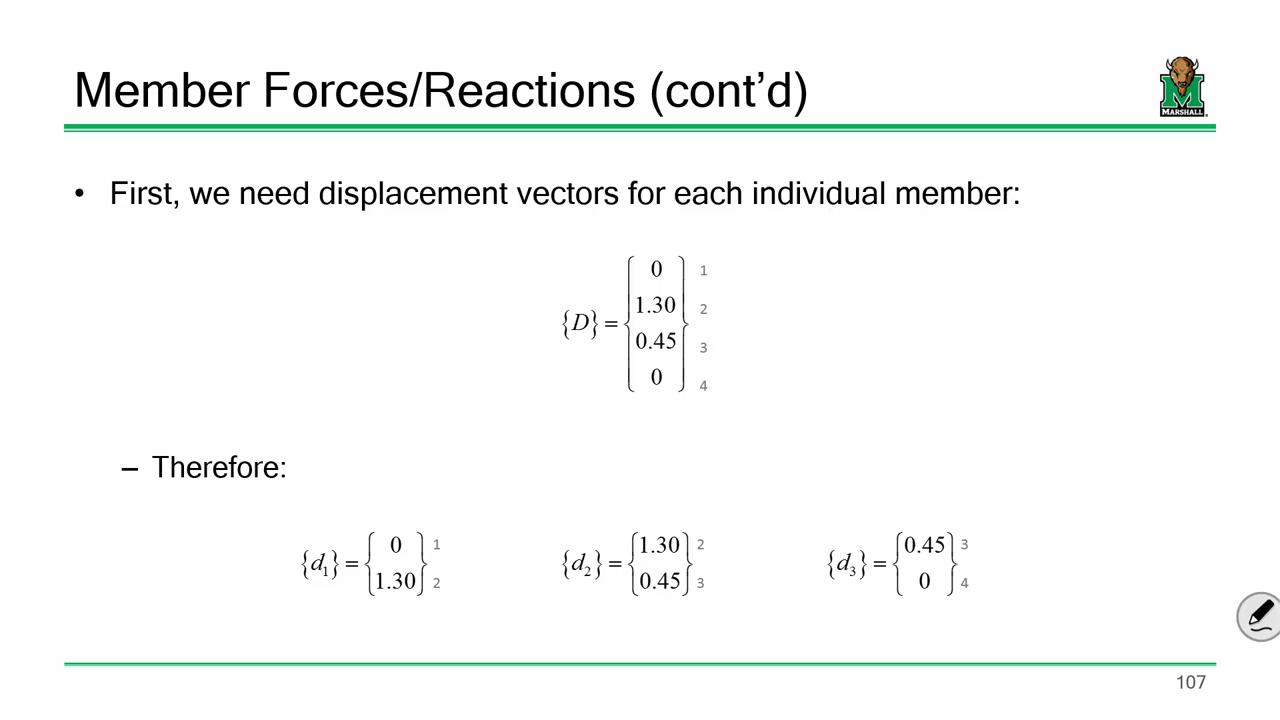 Member Forces/Reactions (cont’d)
MARSHALL
• First, we need displacement vectors for each individual member:
{D} = {0 1.30 0.45 0} 1 2 3 4
– Therefore:
{d₁} = {0 1.30} 1 2
{d₂} = {1.30 0.45} 2 3
{d₃} = {0.45 0} 3 4
107